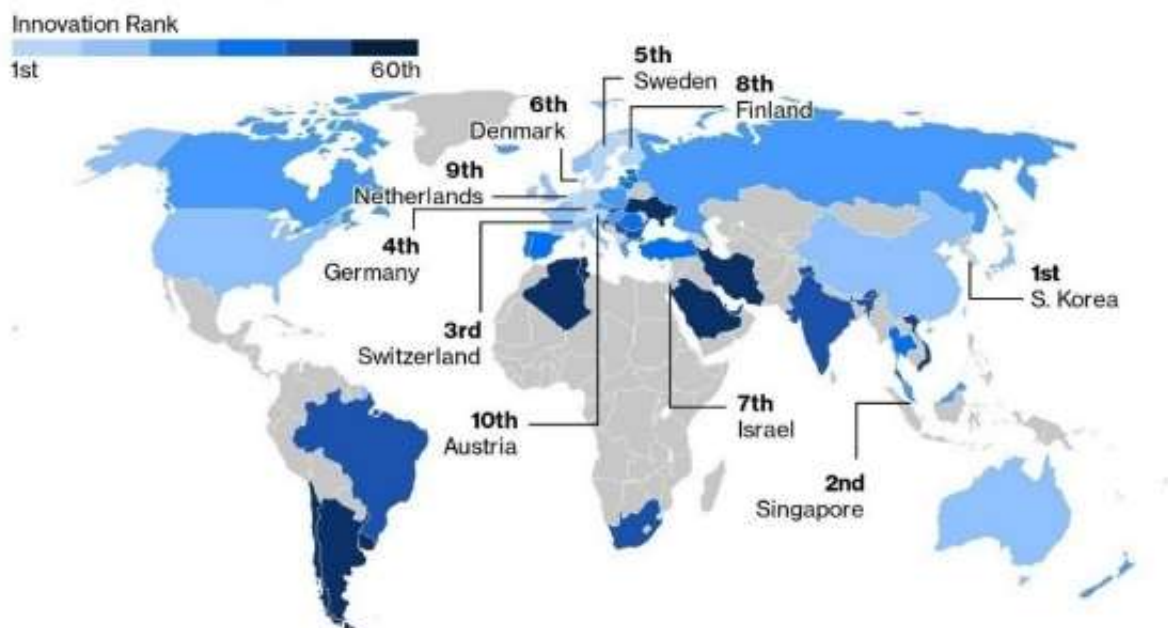 Innovation Rank
1st 60th
5th
Sweden
8th
Finland
6th
Denmark
9th
Netherlands
4th
Germany
3rd
Switzerland
10th
Austria
7th
Israel
2nd
Singapore
1st
S. Korea